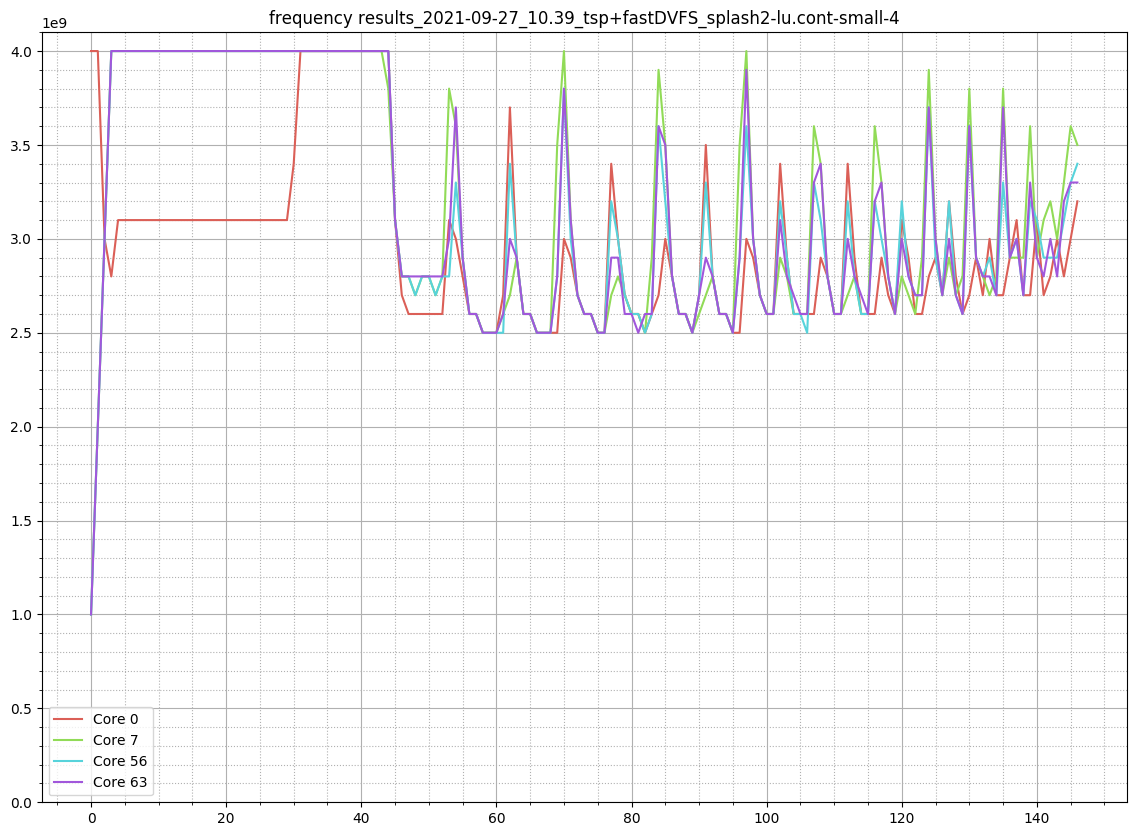 frequency results_2021-09-27_10.39_tsp+fastDVFS_splash2-lu.cont-small-4
1e9
4.0
3.5
3.0
2.5
2.0
1.5
1.0
0.5
0.0
Core 0
Core 7
Core 56
Core 63
0 20 40 60 80 100 120 140